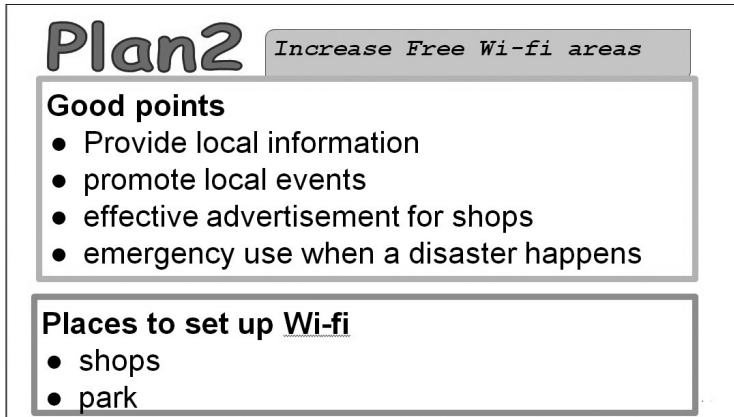 Plan2
Increase Free Wi-fi areas
Good points
● Provide local information
● promote local events
● effective advertisement for shops
● emergency use when a disaster happens
Places to set up Wi-fi
● shops
● park